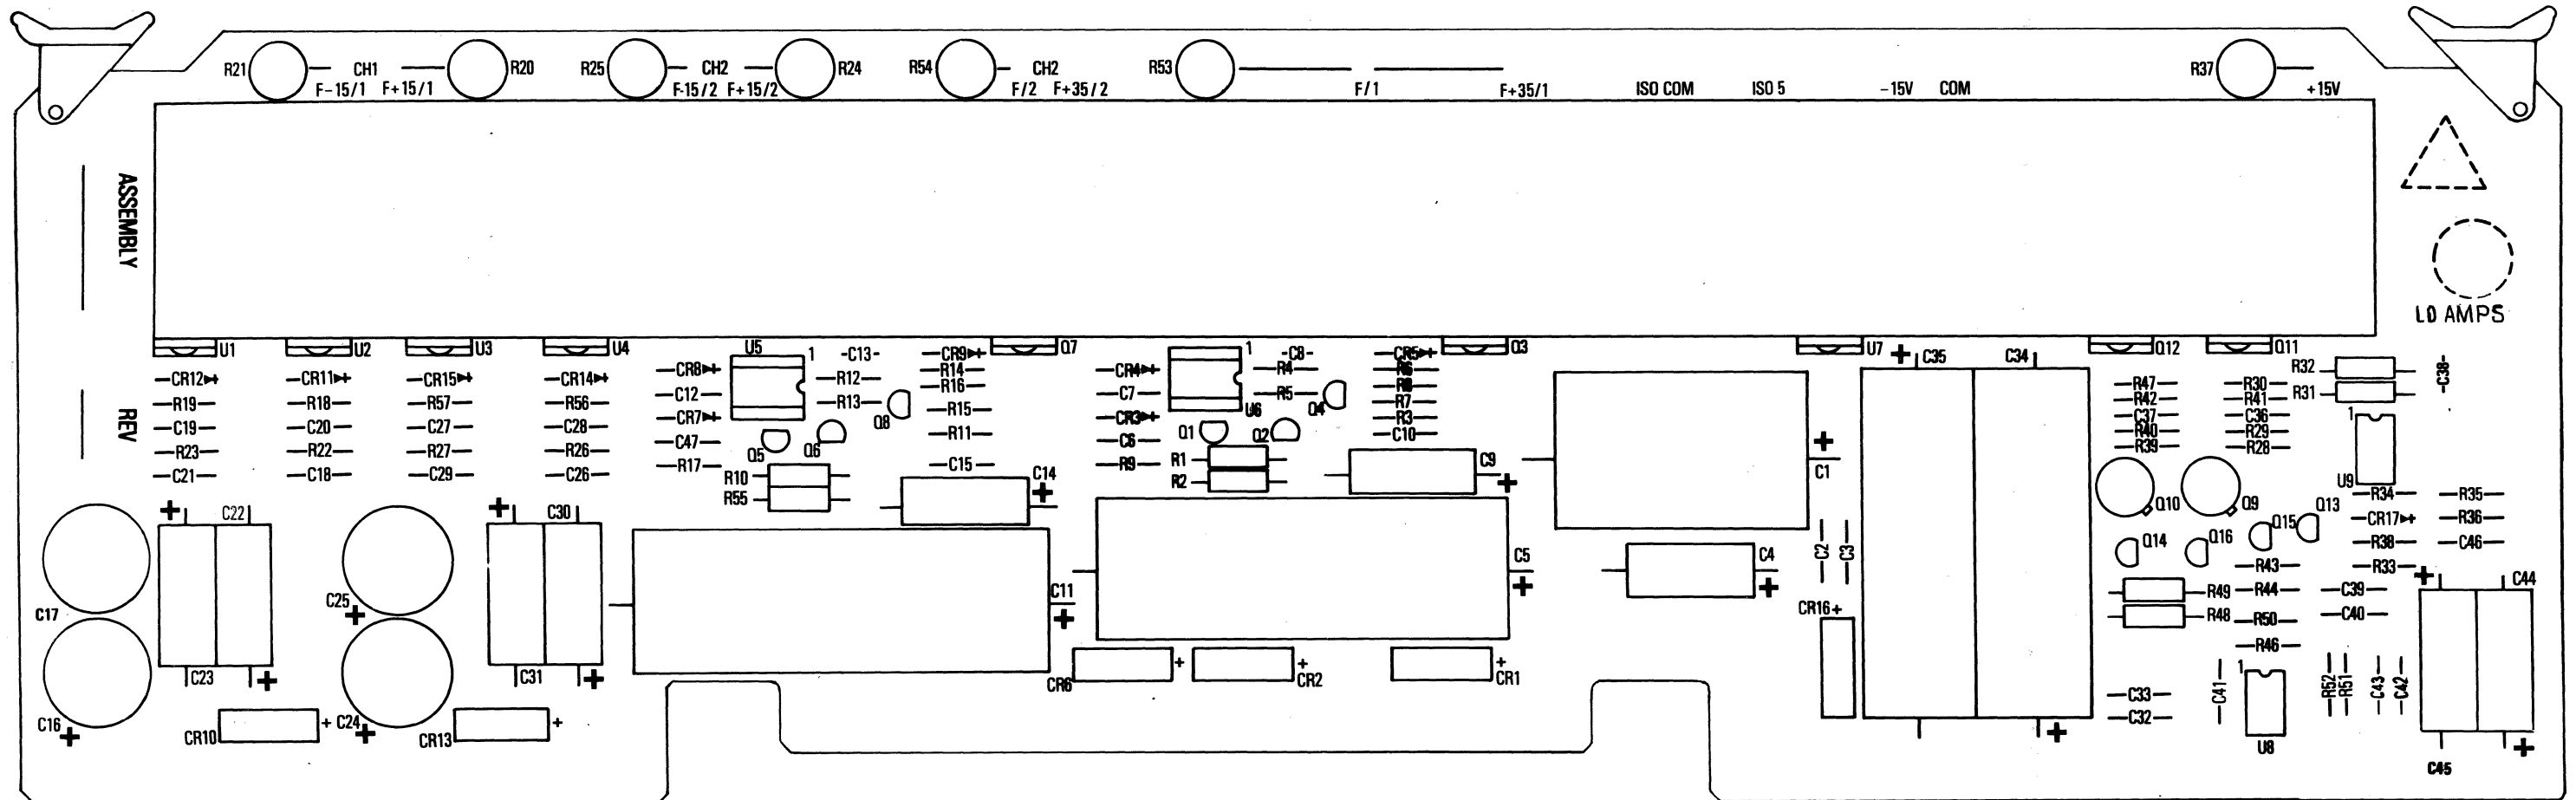 R21 CH1 R20 R25 CH2 R24 R54 CH2 R53 R37
F-15/1 F+15/1 F-15/2 F+15/2 F/2 F+35/2 F/1 F+35/1 ISO COM ISO 5 -15V COM +15V
ASSEMBLY
REV
LD AMPS
U1 U2 U3 U4 U5 1 -C13- CR9 Q7 1 -C8- CR5 Q3 U7 + C35 C34 Q12 Q11
CR12 CR11 CR15 CR14 CR8 R12 R14 CR4 R4 R6 R47 R30 R32 -C38-
R19 R18 R57 R56 C12 R13 R16 C7 R5 R8 R42 R41 R31
C19 C20 C27 C28 CR7 Q8 R15 CR3 U6 Q4 R7 R3 C37 C36 1
R23 R22 R27 R26 C47 Q5 Q6 R11 C6 Q1 Q2 C10 R40 R29 +
C21 C18 C29 C26 R17 R10 C15 R9 R1 C9 C1 R39 R28
R55 C14 + R2 + U9
+ C22 + C30 Q10 Q9 R34 R35
Q15 Q13 CR17 R36
C2 C3 Q14 Q16 R38 C46
C5 + C4 + R43 R33 + C44
C17 C25 + C11 + CR16+ R49 R44 C39
R48 R50 C40
R46
C23 + C31 + CR6 + CR2 + CR1 + C41 1 R52 R51 C43 C42
C16 + CR10 + C24 + CR13 + + C33
C32
U8 +
C45